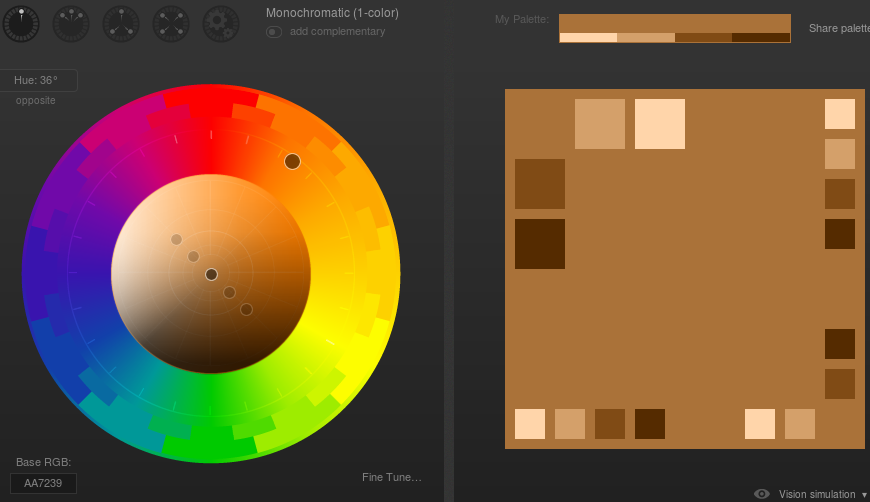 Monochromatic (1-color)
add complementary
My Palette:
Share palette
Hue: 36°
opposite
Base RGB:
AA7239
Fine Tune...
Vision simulation ▾